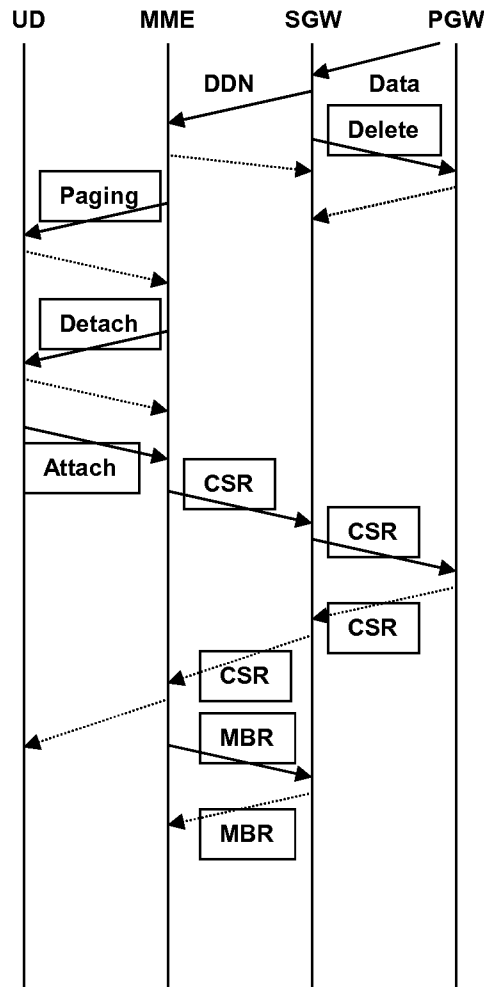 UD MME SGW PGW
DDN Data
Delete
Paging
Detach
Attach
CSR
CSR
CSR
CSR
MBR
MBR